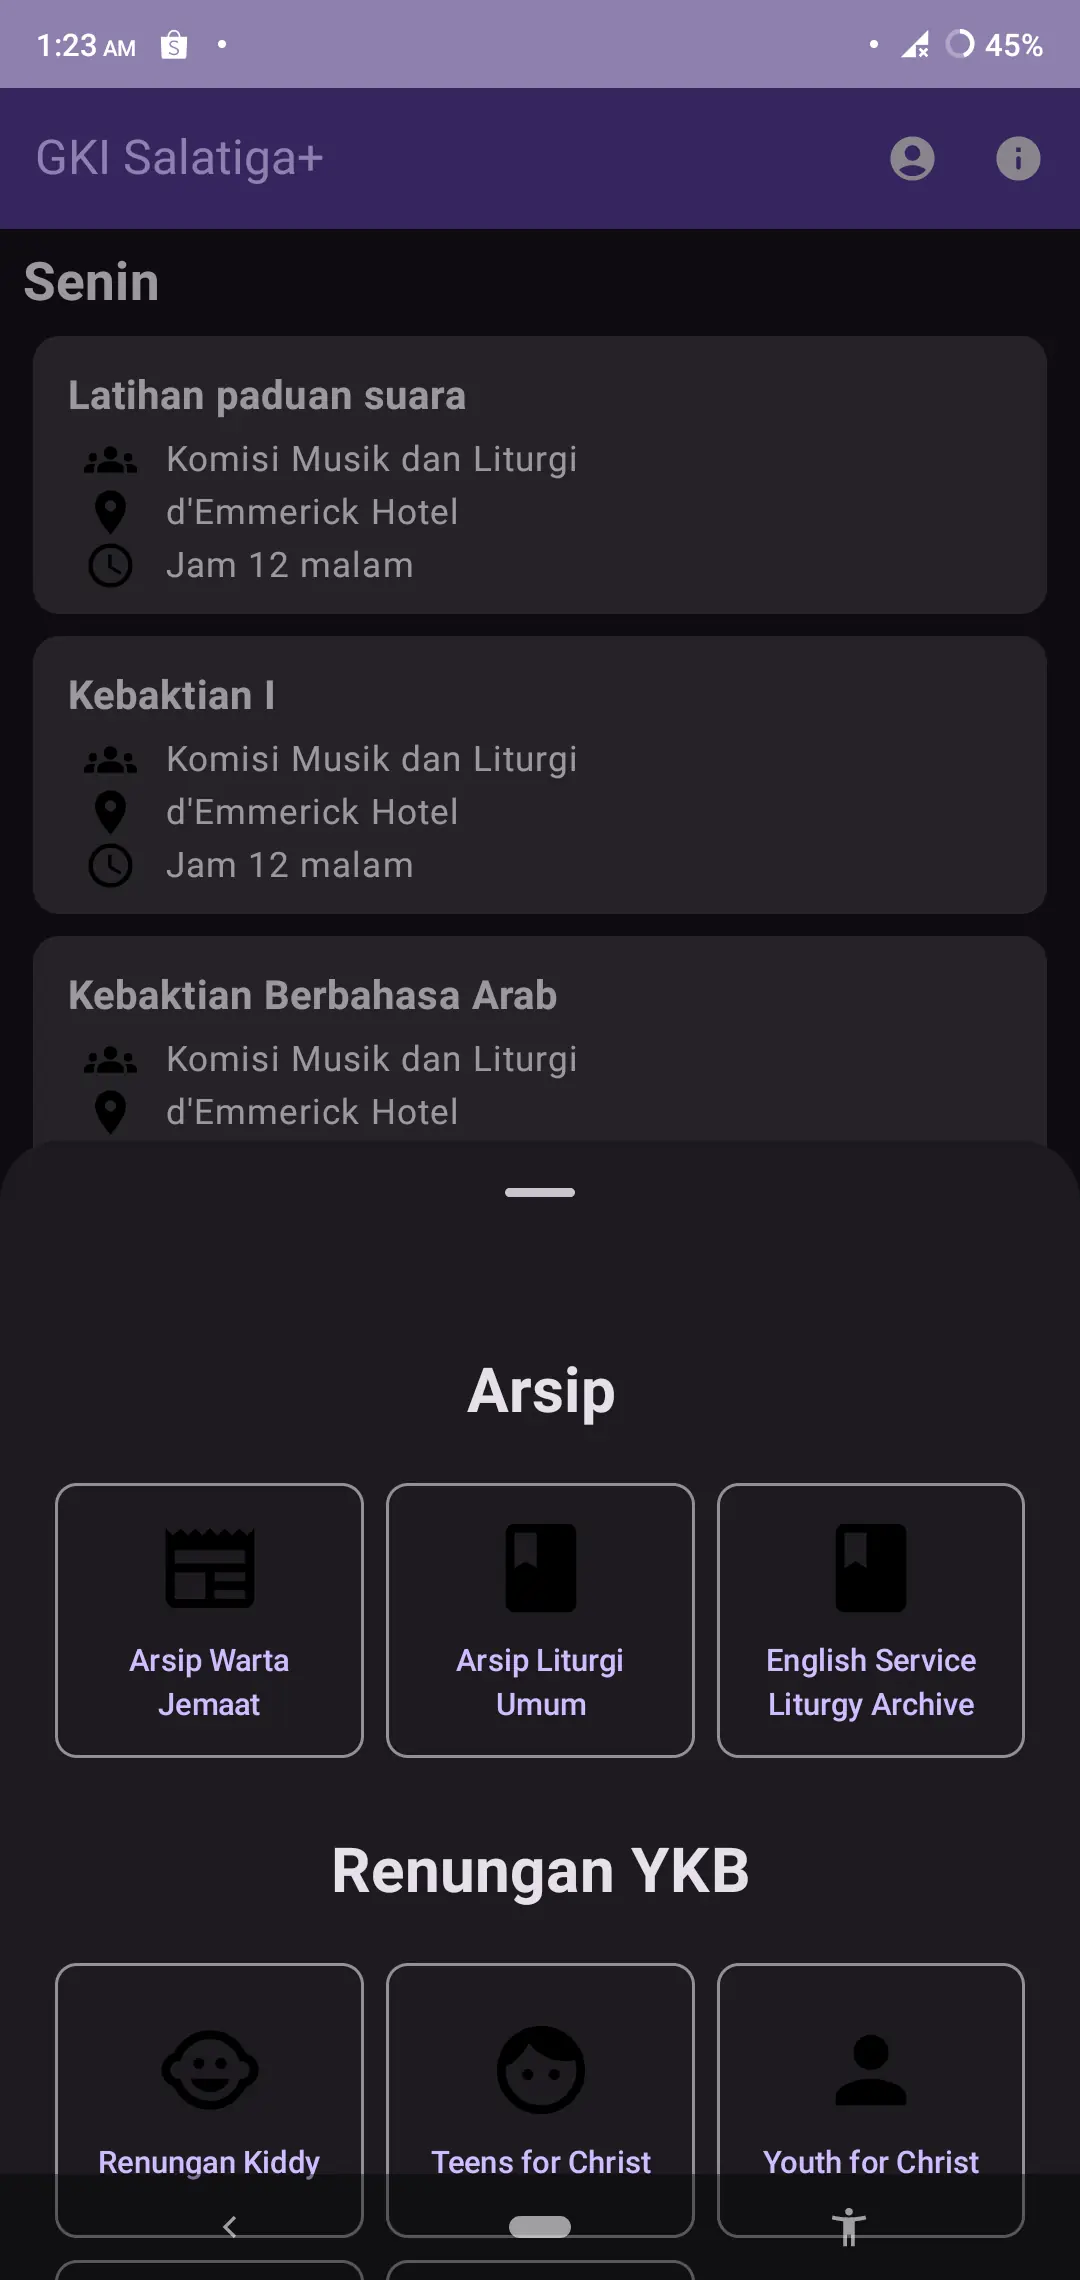 1:23 AM
45%
GKI Salatiga+
Senin
Latihan paduan suara
Komisi Musik dan Liturgi
d'Emmerick Hotel
Jam 12 malam
Kebaktian I
Komisi Musik dan Liturgi
d'Emmerick Hotel
Jam 12 malam
Kebaktian Berbahasa Arab
Komisi Musik dan Liturgi
d'Emmerick Hotel
Arsip
Arsip Warta
Jemaat
Arsip Liturgi
Umum
English Service
Liturgy Archive
Renungan YKB
Renungan Kiddy
Teens for Christ
Youth for Christ